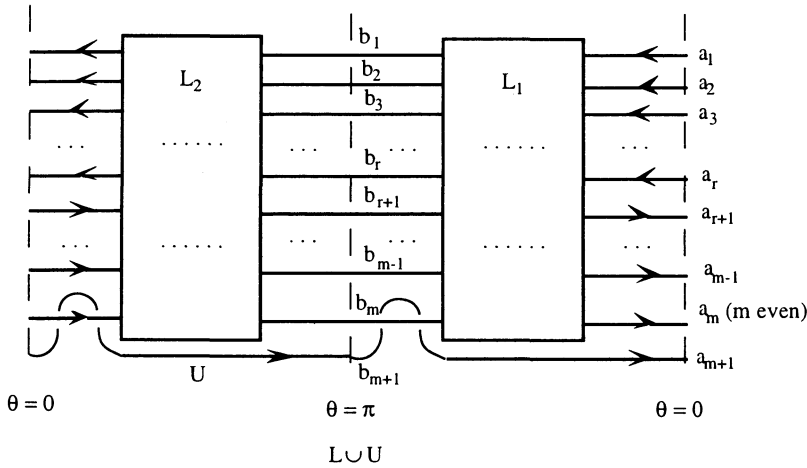 b₁ a₁
L₂ b₂ L₁ a₂
b₃ a₃
· · · · · · · · · · · · · · · · · · · · ·
bᵣ aᵣ
bᵣ₊₁ aᵣ₊₁
· · · · · · · · · · · · · · · · · · · · ·
bₘ₋₁ aₘ₋₁
bₘ aₘ (m even)
U bₘ₊₁ aₘ₊₁
θ = 0 θ = π θ = 0
L ∪ U